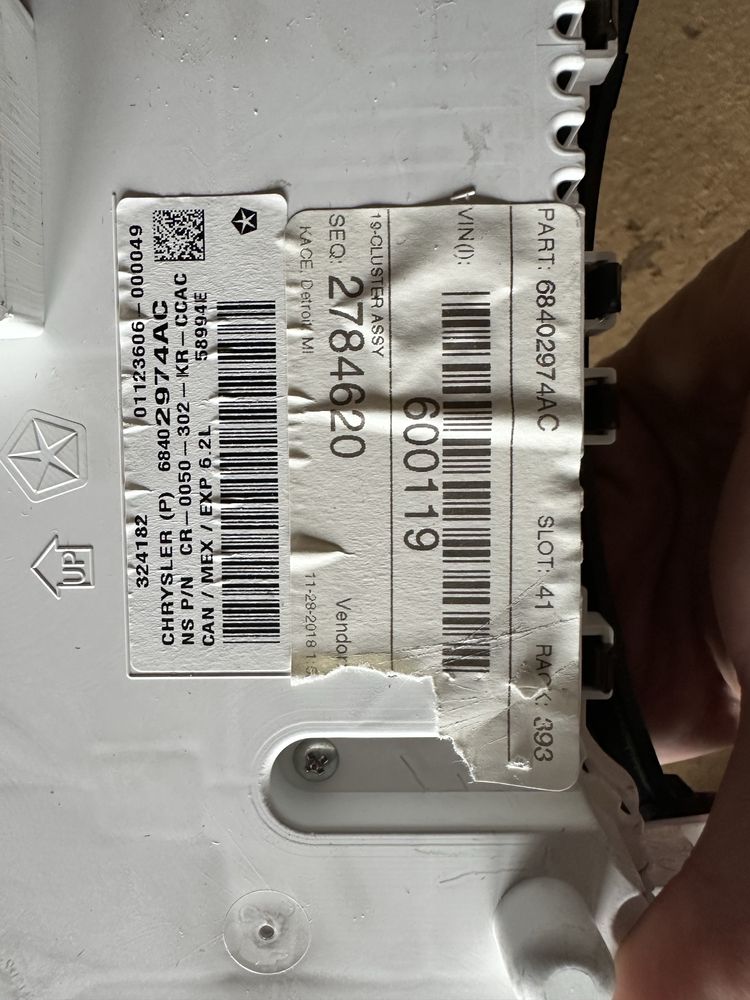 PART: 68402974AC SLOT: 41 RACK: 393
VIN(I):
600119
19-CLUSTER ASSY
SEQ: 2784620 Vendor
KACE, Detroit MI 11-28-2018 1:5
58994E
CAN / MEX / EXP 6.2L
NS P/N CR-0050-302-KR-CCAC
CHRYSLER (P) 68402974AC
324182 01123606-000049
UP